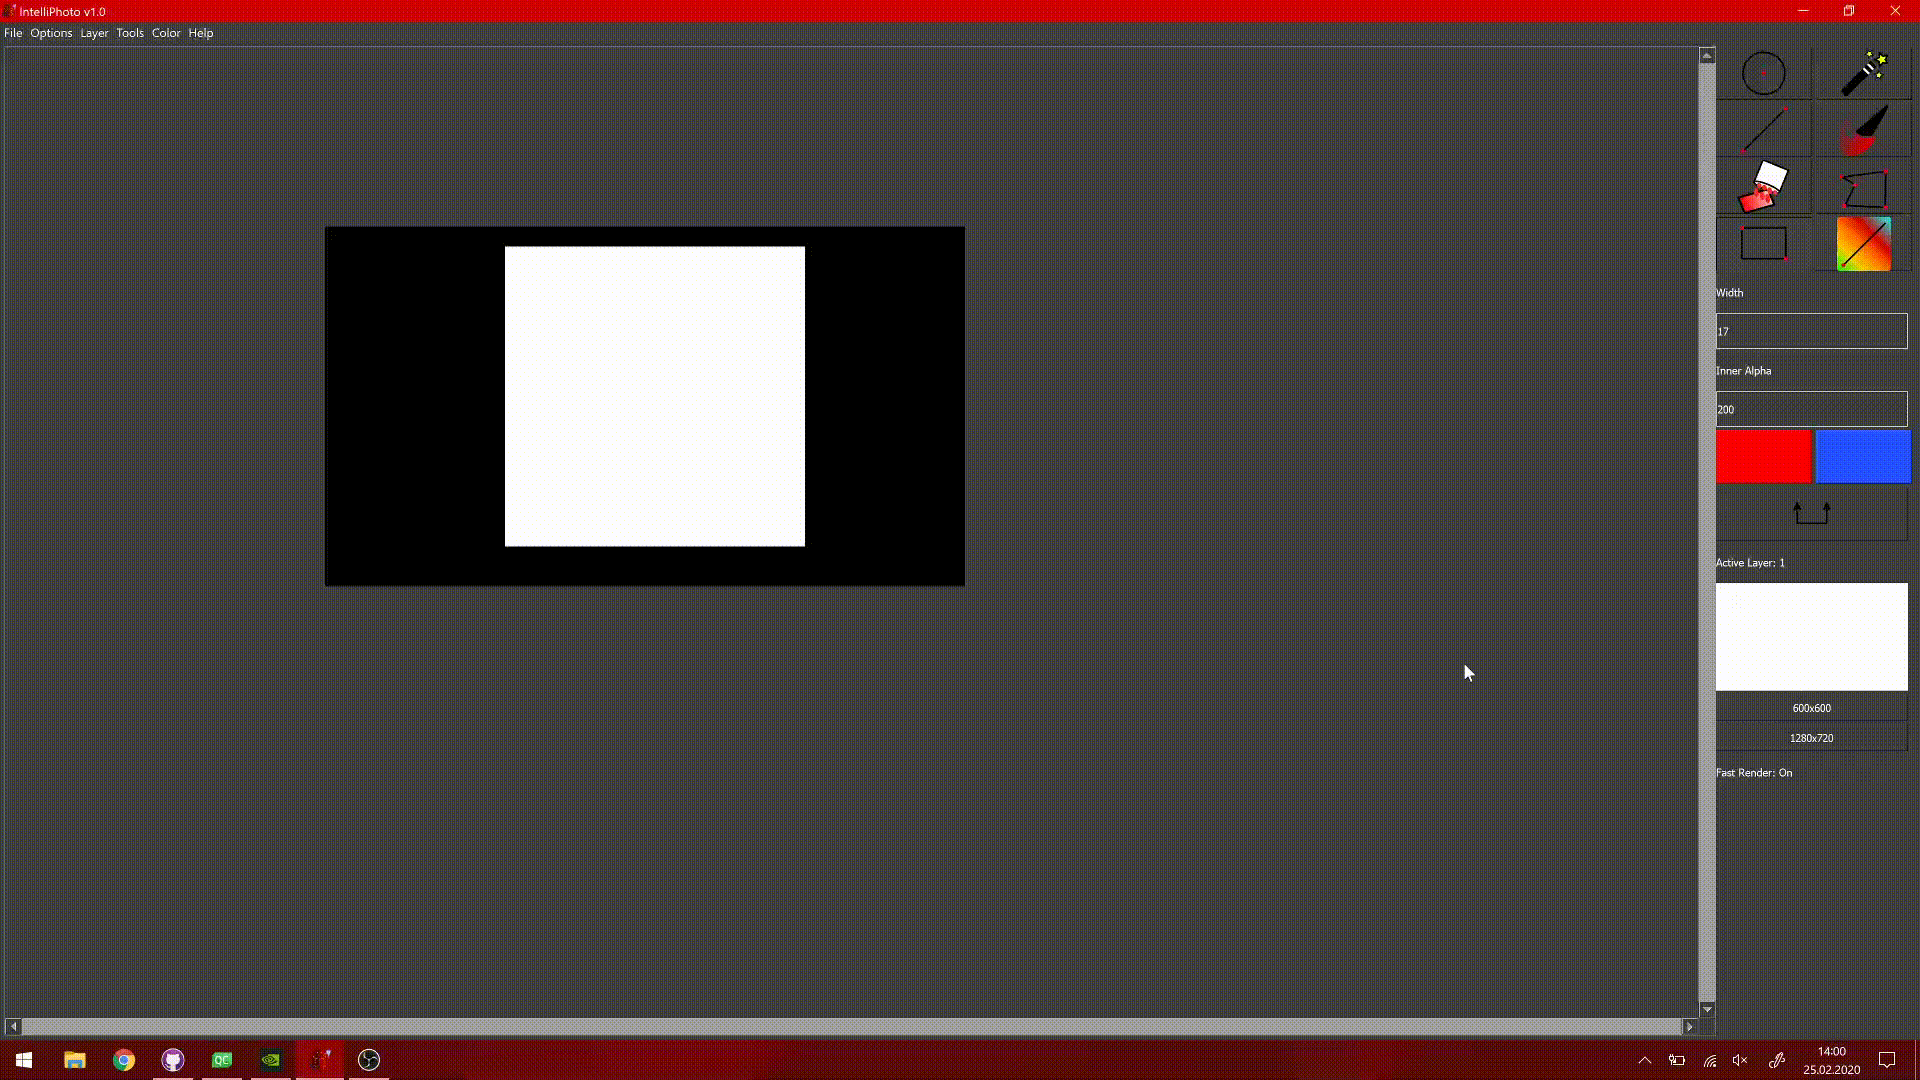 IntelliPhoto v1.0
File Options Layer Tools Color Help
Width
17
Inner Alpha
200
Active Layer: 1
600x600
1280x720
Fast Render: On
QC
14:00
25.02.2020